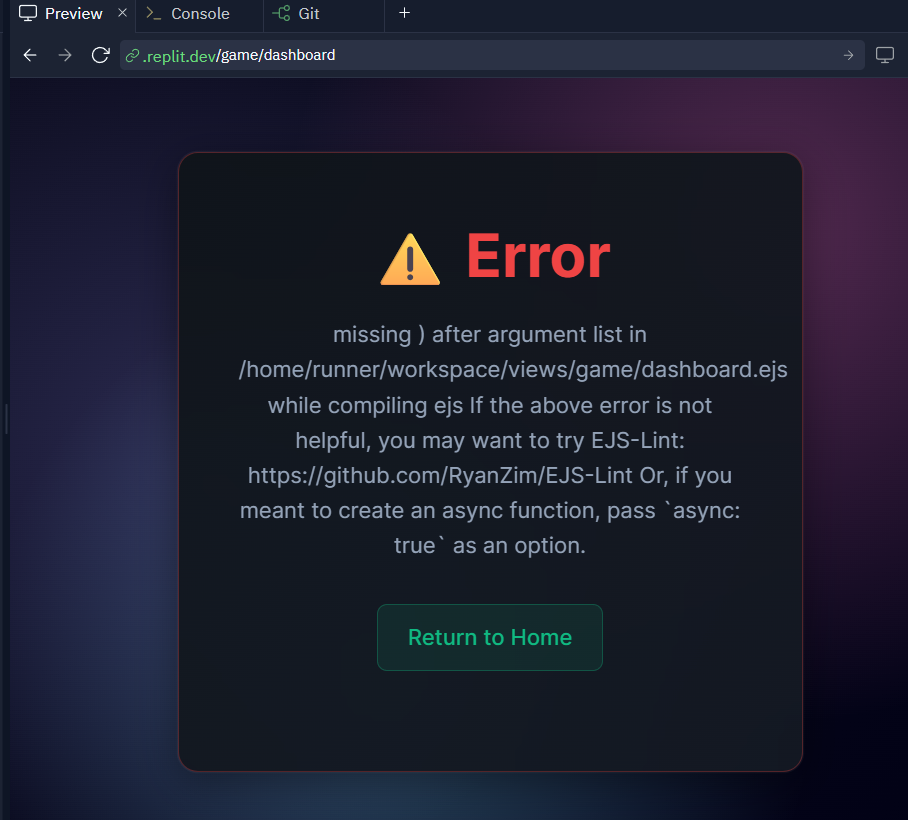 Preview
Console
Git
.replit.dev/game/dashboard
Error
missing ) after argument list in
/home/runner/workspace/views/game/dashboard.ejs
while compiling ejs If the above error is not
helpful, you may want to try EJS-Lint:
https://github.com/RyanZim/EJS-Lint Or, if you
meant to create an async function, pass `async:
true` as an option.
Return to Home